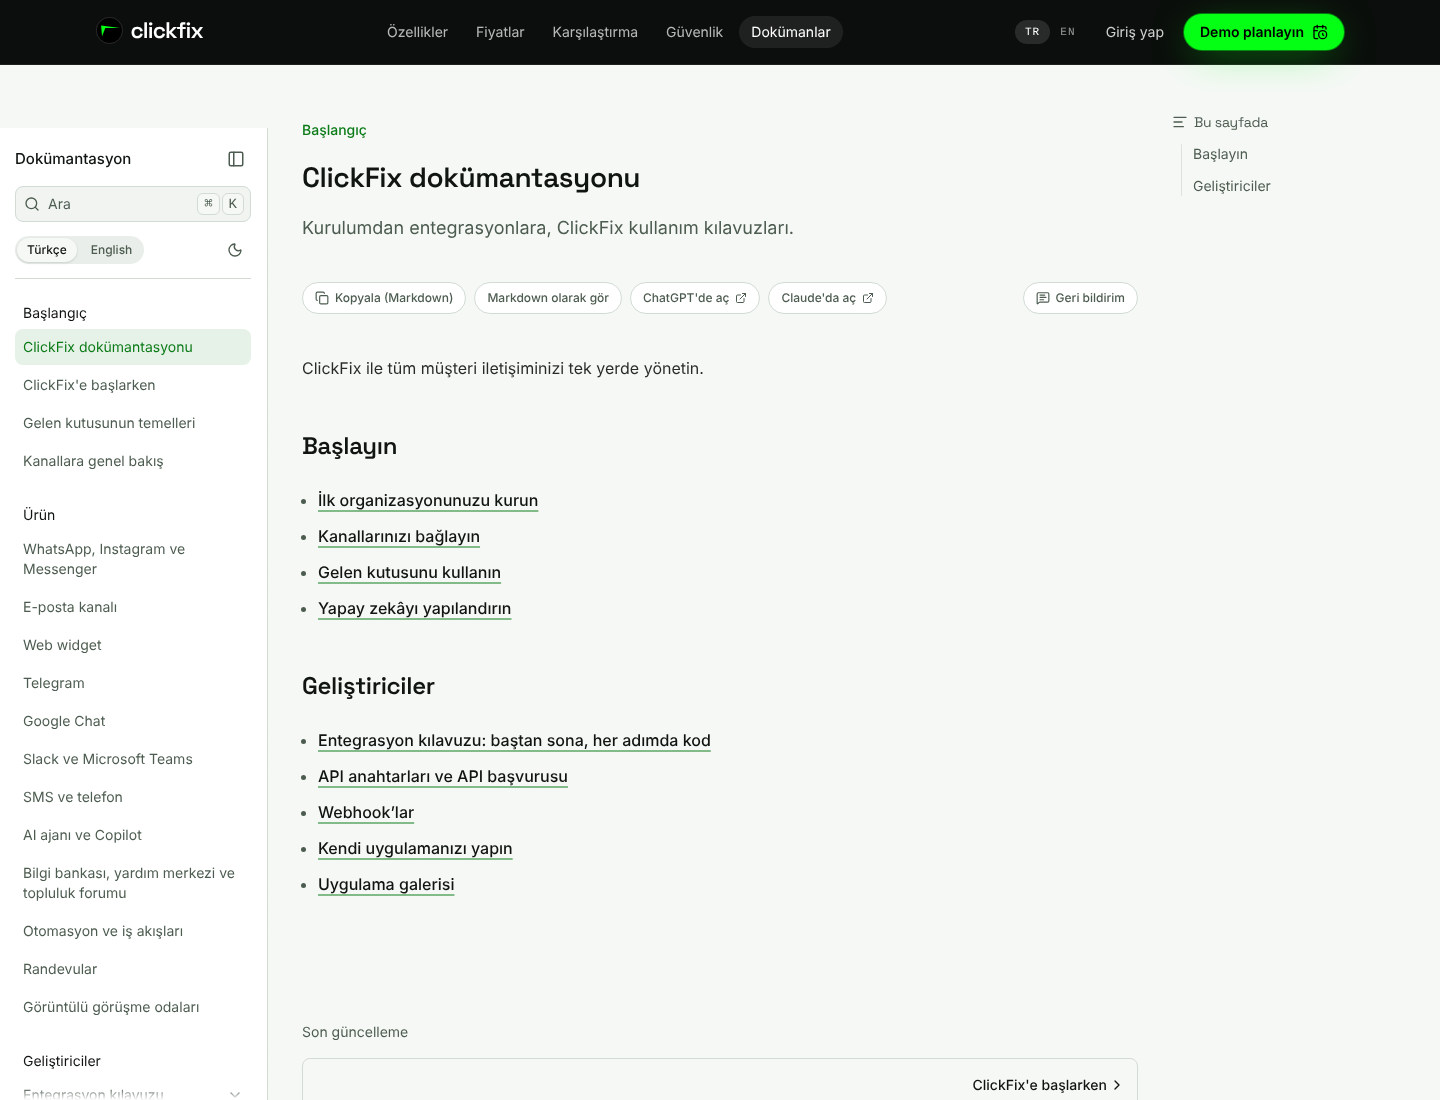 clickfix
Özellikler
Fiyatlar
Karşılaştırma
Güvenlik
Dokümanlar
TR
EN
Giriş yap
Demo planlayın
Dokümantasyon
Ara
⌘ K
Türkçe
English
Başlangıç
ClickFix dokümantasyonu
ClickFix'e başlarken
Gelen kutusunun temelleri
Kanallara genel bakış
Ürün
WhatsApp, Instagram ve
Messenger
E-posta kanalı
Web widget
Telegram
Google Chat
Slack ve Microsoft Teams
SMS ve telefon
AI ajanı ve Copilot
Bilgi bankası, yardım merkezi ve
topluluk forumu
Otomasyon ve iş akışları
Randevular
Görüntülü görüşme odaları
Geliştiriciler
Entegrasyon kılavuzu
Başlangıç
ClickFix dokümantasyonu
Kurulumdan entegrasyonlara, ClickFix kullanım kılavuzları.
Kopyala (Markdown)
Markdown olarak gör
ChatGPT'de aç
Claude'da aç
Geri bildirim
ClickFix ile tüm müşteri iletişiminizi tek yerde yönetin.
Başlayın
İlk organizasyonunuzu kurun
Kanallarınızı bağlayın
Gelen kutusunu kullanın
Yapay zekâyı yapılandırın
Geliştiriciler
Entegrasyon kılavuzu: baştan sona, her adımda kod
API anahtarları ve API başvurusu
Webhook’lar
Kendi uygulamanızı yapın
Uygulama galerisi
Son güncelleme
ClickFix'e başlarken
Bu sayfada
Başlayın
Geliştiriciler